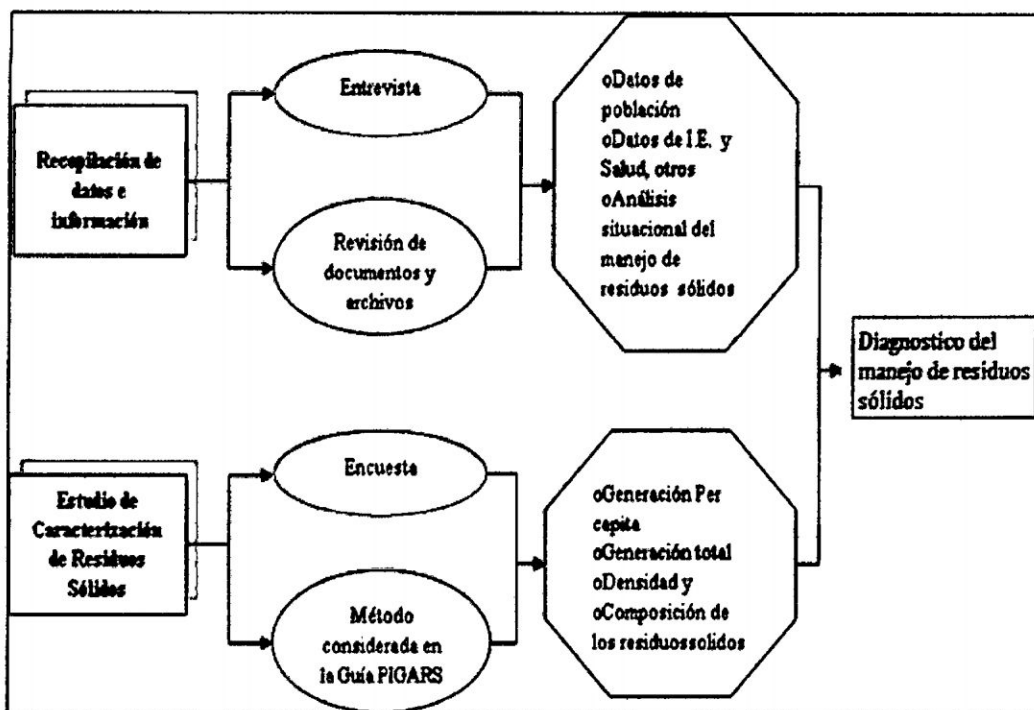 Recopilación de
datos e
información
Entrevista
Revisión de
documentos y
archivos
oDatos de
población
oDatos de I.E. y
Salud, otros
oAnálisis
situacional del
manejo de
residuos sólidos
Diagnostico del
manejo de residuos
sólidos
Estudio de
Caracterización
de Residuos
Sólidos
Encuesta
Método
considerada en
la Guía PIGARS
oGeneración Per
capita
oGeneración total
oDensidad y
oComposición de
los residuossolidos